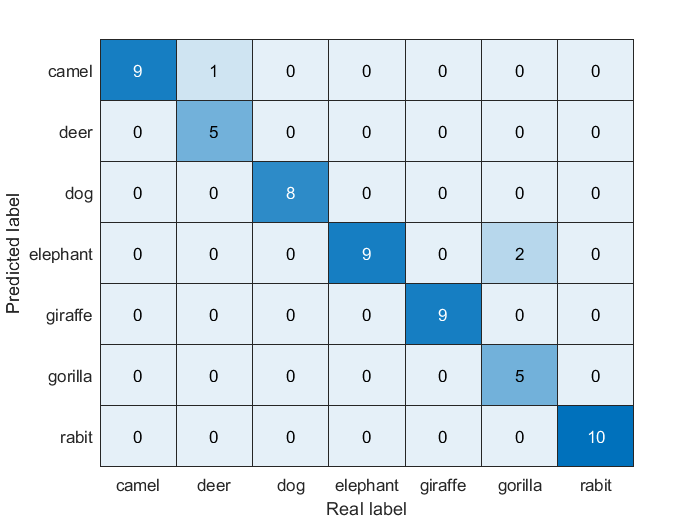 camel 9 1 0 0 0 0 0
deer 0 5 0 0 0 0 0
dog 0 0 8 0 0 0 0
elephant 0 0 0 9 0 2 0
giraffe 0 0 0 0 9 0 0
gorilla 0 0 0 0 0 5 0
rabit 0 0 0 0 0 0 10
camel deer dog elephant giraffe gorilla rabit
Real label
Predicted label